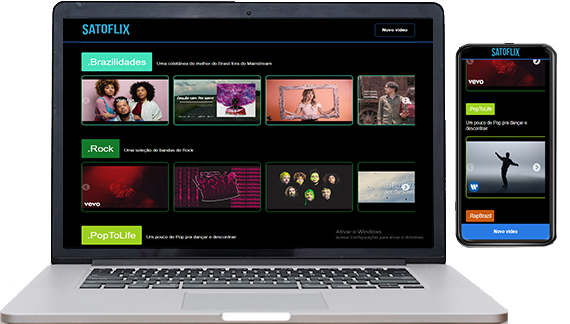 SATOFLIX
Novo vídeo
.Brazilidades
Uma coletânea do melhor do Brasil fora do Mainstream
.Rock
Uma seleção de bandas do Rock
vevo
.PopToLife
Um pouco de Pop pra dançar e descontrair
Ativar o Windows
Acesse Configurações para ativar o Windows.
SATOFLIX
vevo
.PopToLife
Um pouco de Pop pra dançar e
descontrair
W
.RapBrazil
Novo vídeo